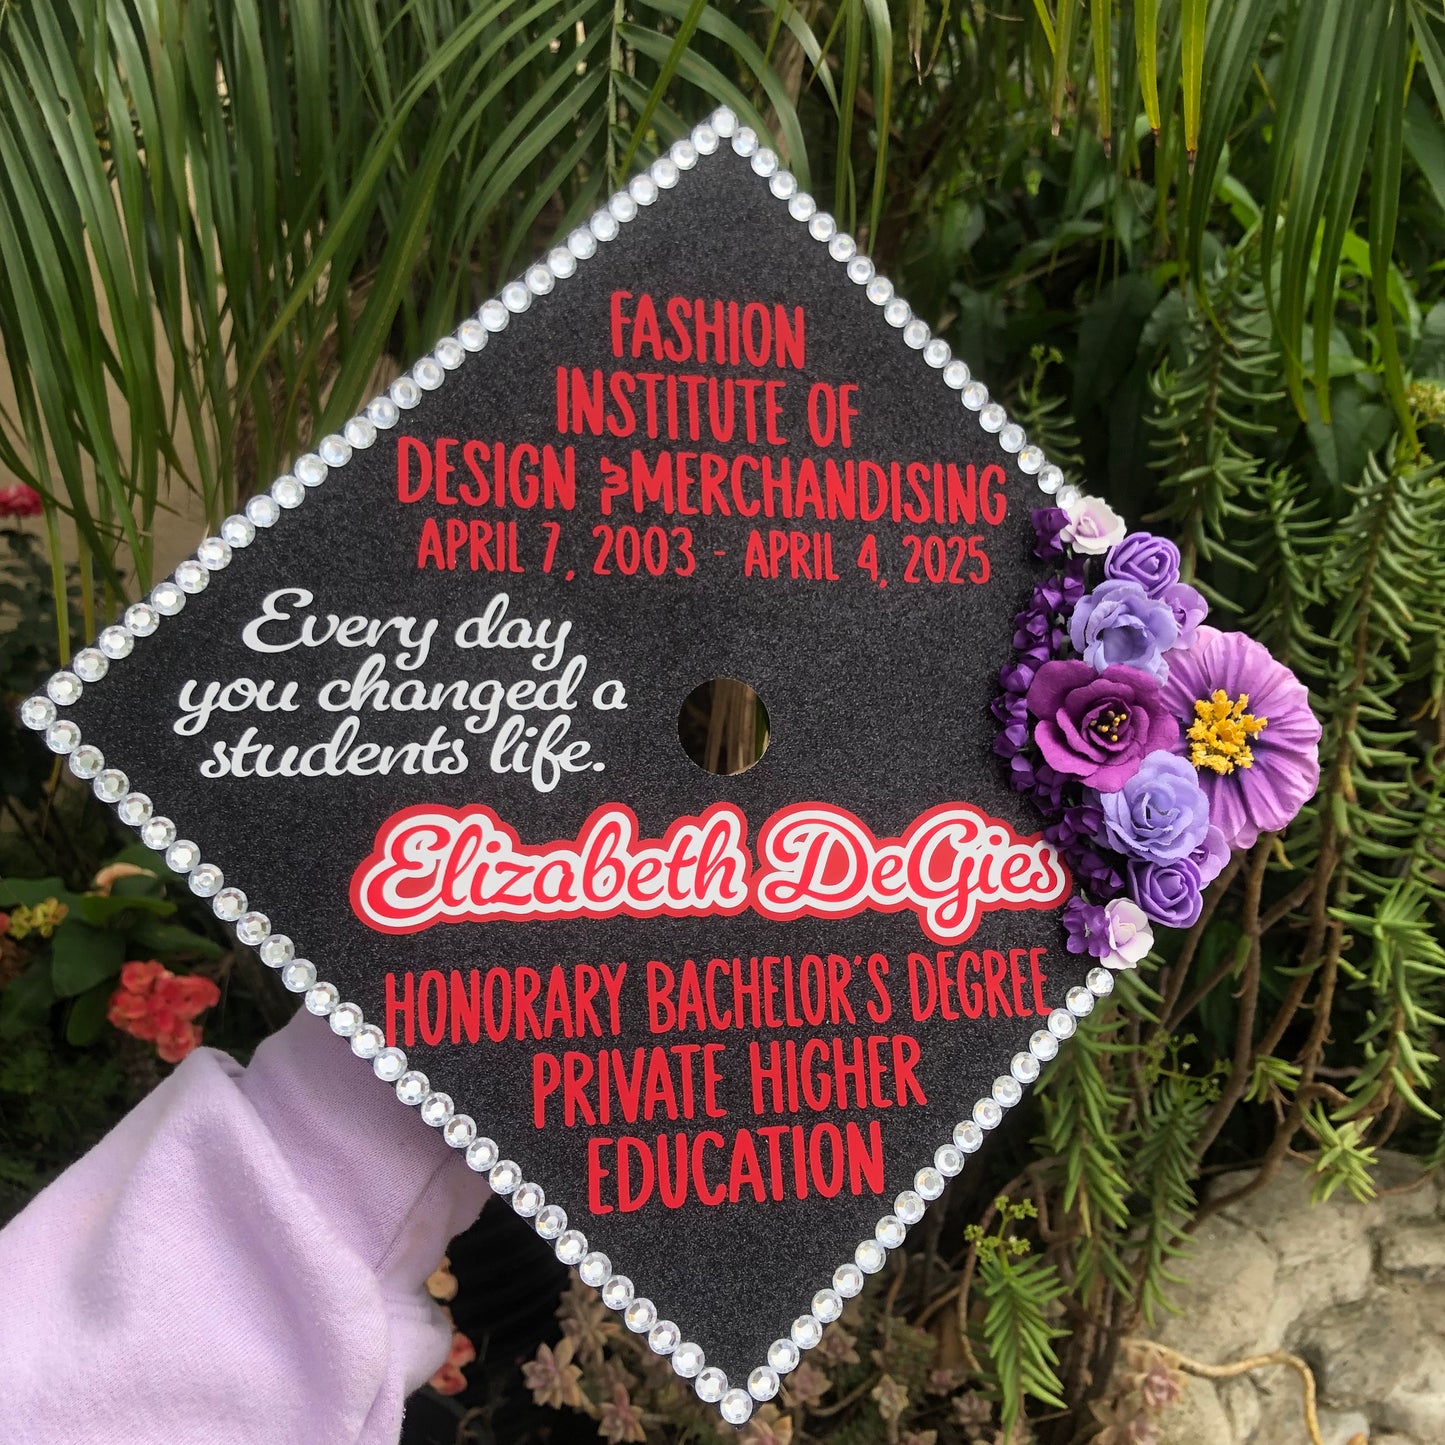 FASHION
INSTITUTE OF
DESIGN & MERCHANDISING
APRIL 7, 2003 - APRIL 4, 2025
Every day
you changed a
students life.
Elizabeth DeGies
HONORARY BACHELOR'S DEGREE
PRIVATE HIGHER
EDUCATION